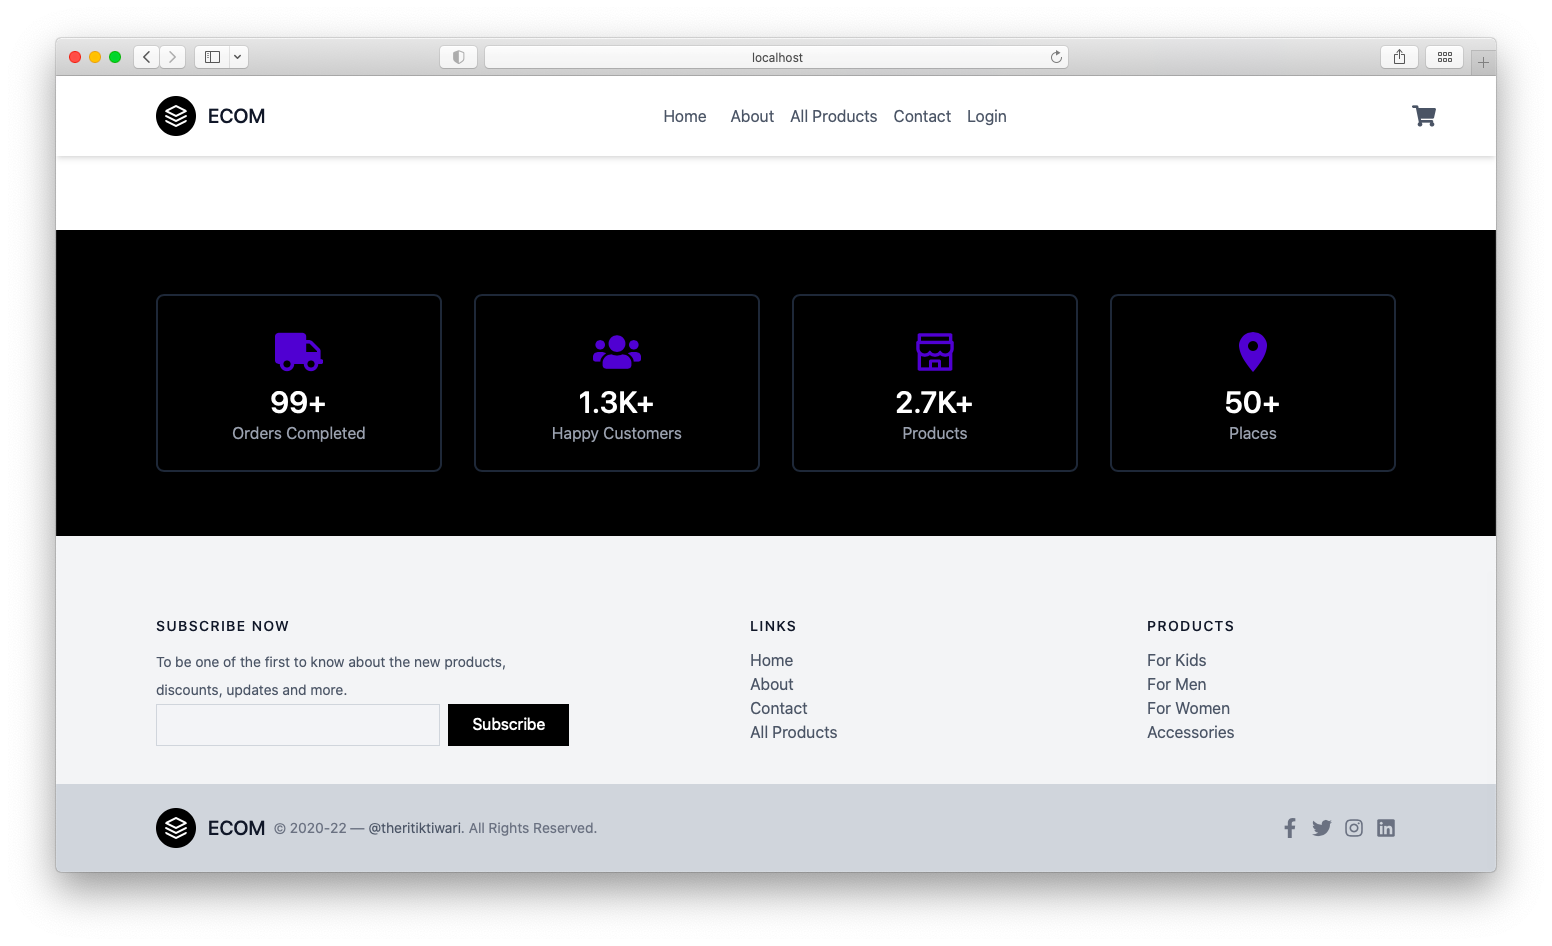 localhost
ECOM
Home About All Products Contact Login
99+
Orders Completed
1.3K+
Happy Customers
2.7K+
Products
50+
Places
SUBSCRIBE NOW
To be one of the first to know about the new products,
discounts, updates and more.
Subscribe
LINKS
Home
About
Contact
All Products
PRODUCTS
For Kids
For Men
For Women
Accessories
ECOM © 2020-22 — @theritiktiwari. All Rights Reserved.